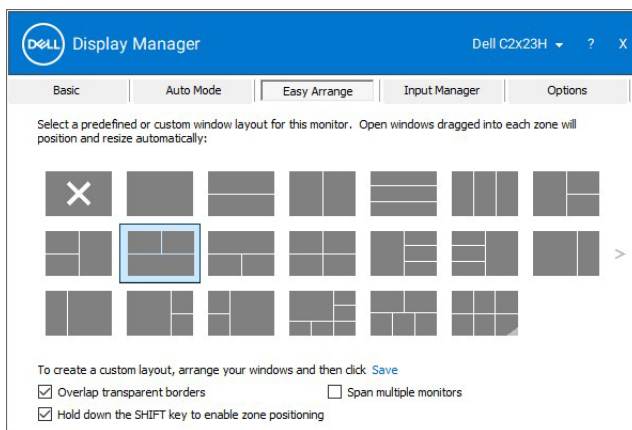 DELL Display Manager Dell C2x23H ? X
Basic Auto Mode Easy Arrange Input Manager Options
Select a predefined or custom window layout for this monitor. Open windows dragged into each zone will
position and resize automatically:
>
To create a custom layout, arrange your windows and then click Save
Overlap transparent borders Span multiple monitors
Hold down the SHIFT key to enable zone positioning